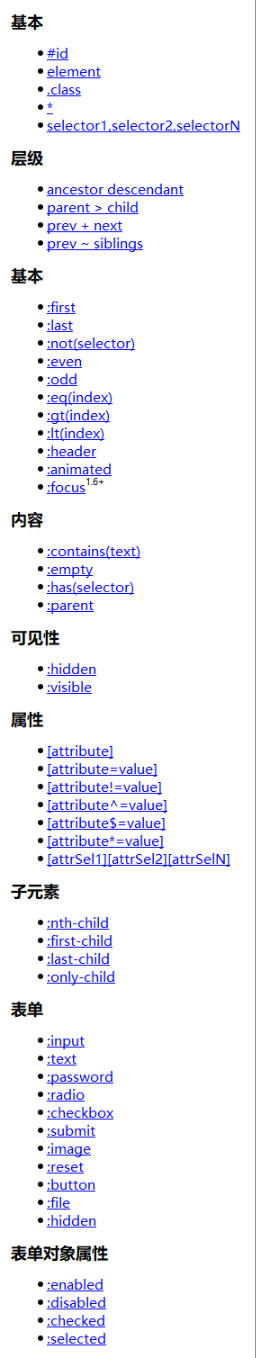 基本
#id
element
.class
*
selector1,selector2,selectorN
层级
ancestor descendant
parent > child
prev + next
prev ~ siblings
基本
:first
:last
:not(selector)
:even
:odd
:eq(index)
:gt(index)
:lt(index)
:header
:animated
:focus1.6+
内容
:contains(text)
:empty
:has(selector)
:parent
可见性
:hidden
:visible
属性
[attribute]
[attribute=value]
[attribute!=value]
[attribute^=value]
[attribute$=value]
[attribute*=value]
[attrSel1][attrSel2][attrSelN]
子元素
:nth-child
:first-child
:last-child
:only-child
表单
:input
:text
:password
:radio
:checkbox
:submit
:image
:reset
:button
:file
:hidden
表单对象属性
:enabled
:disabled
:checked
:selected